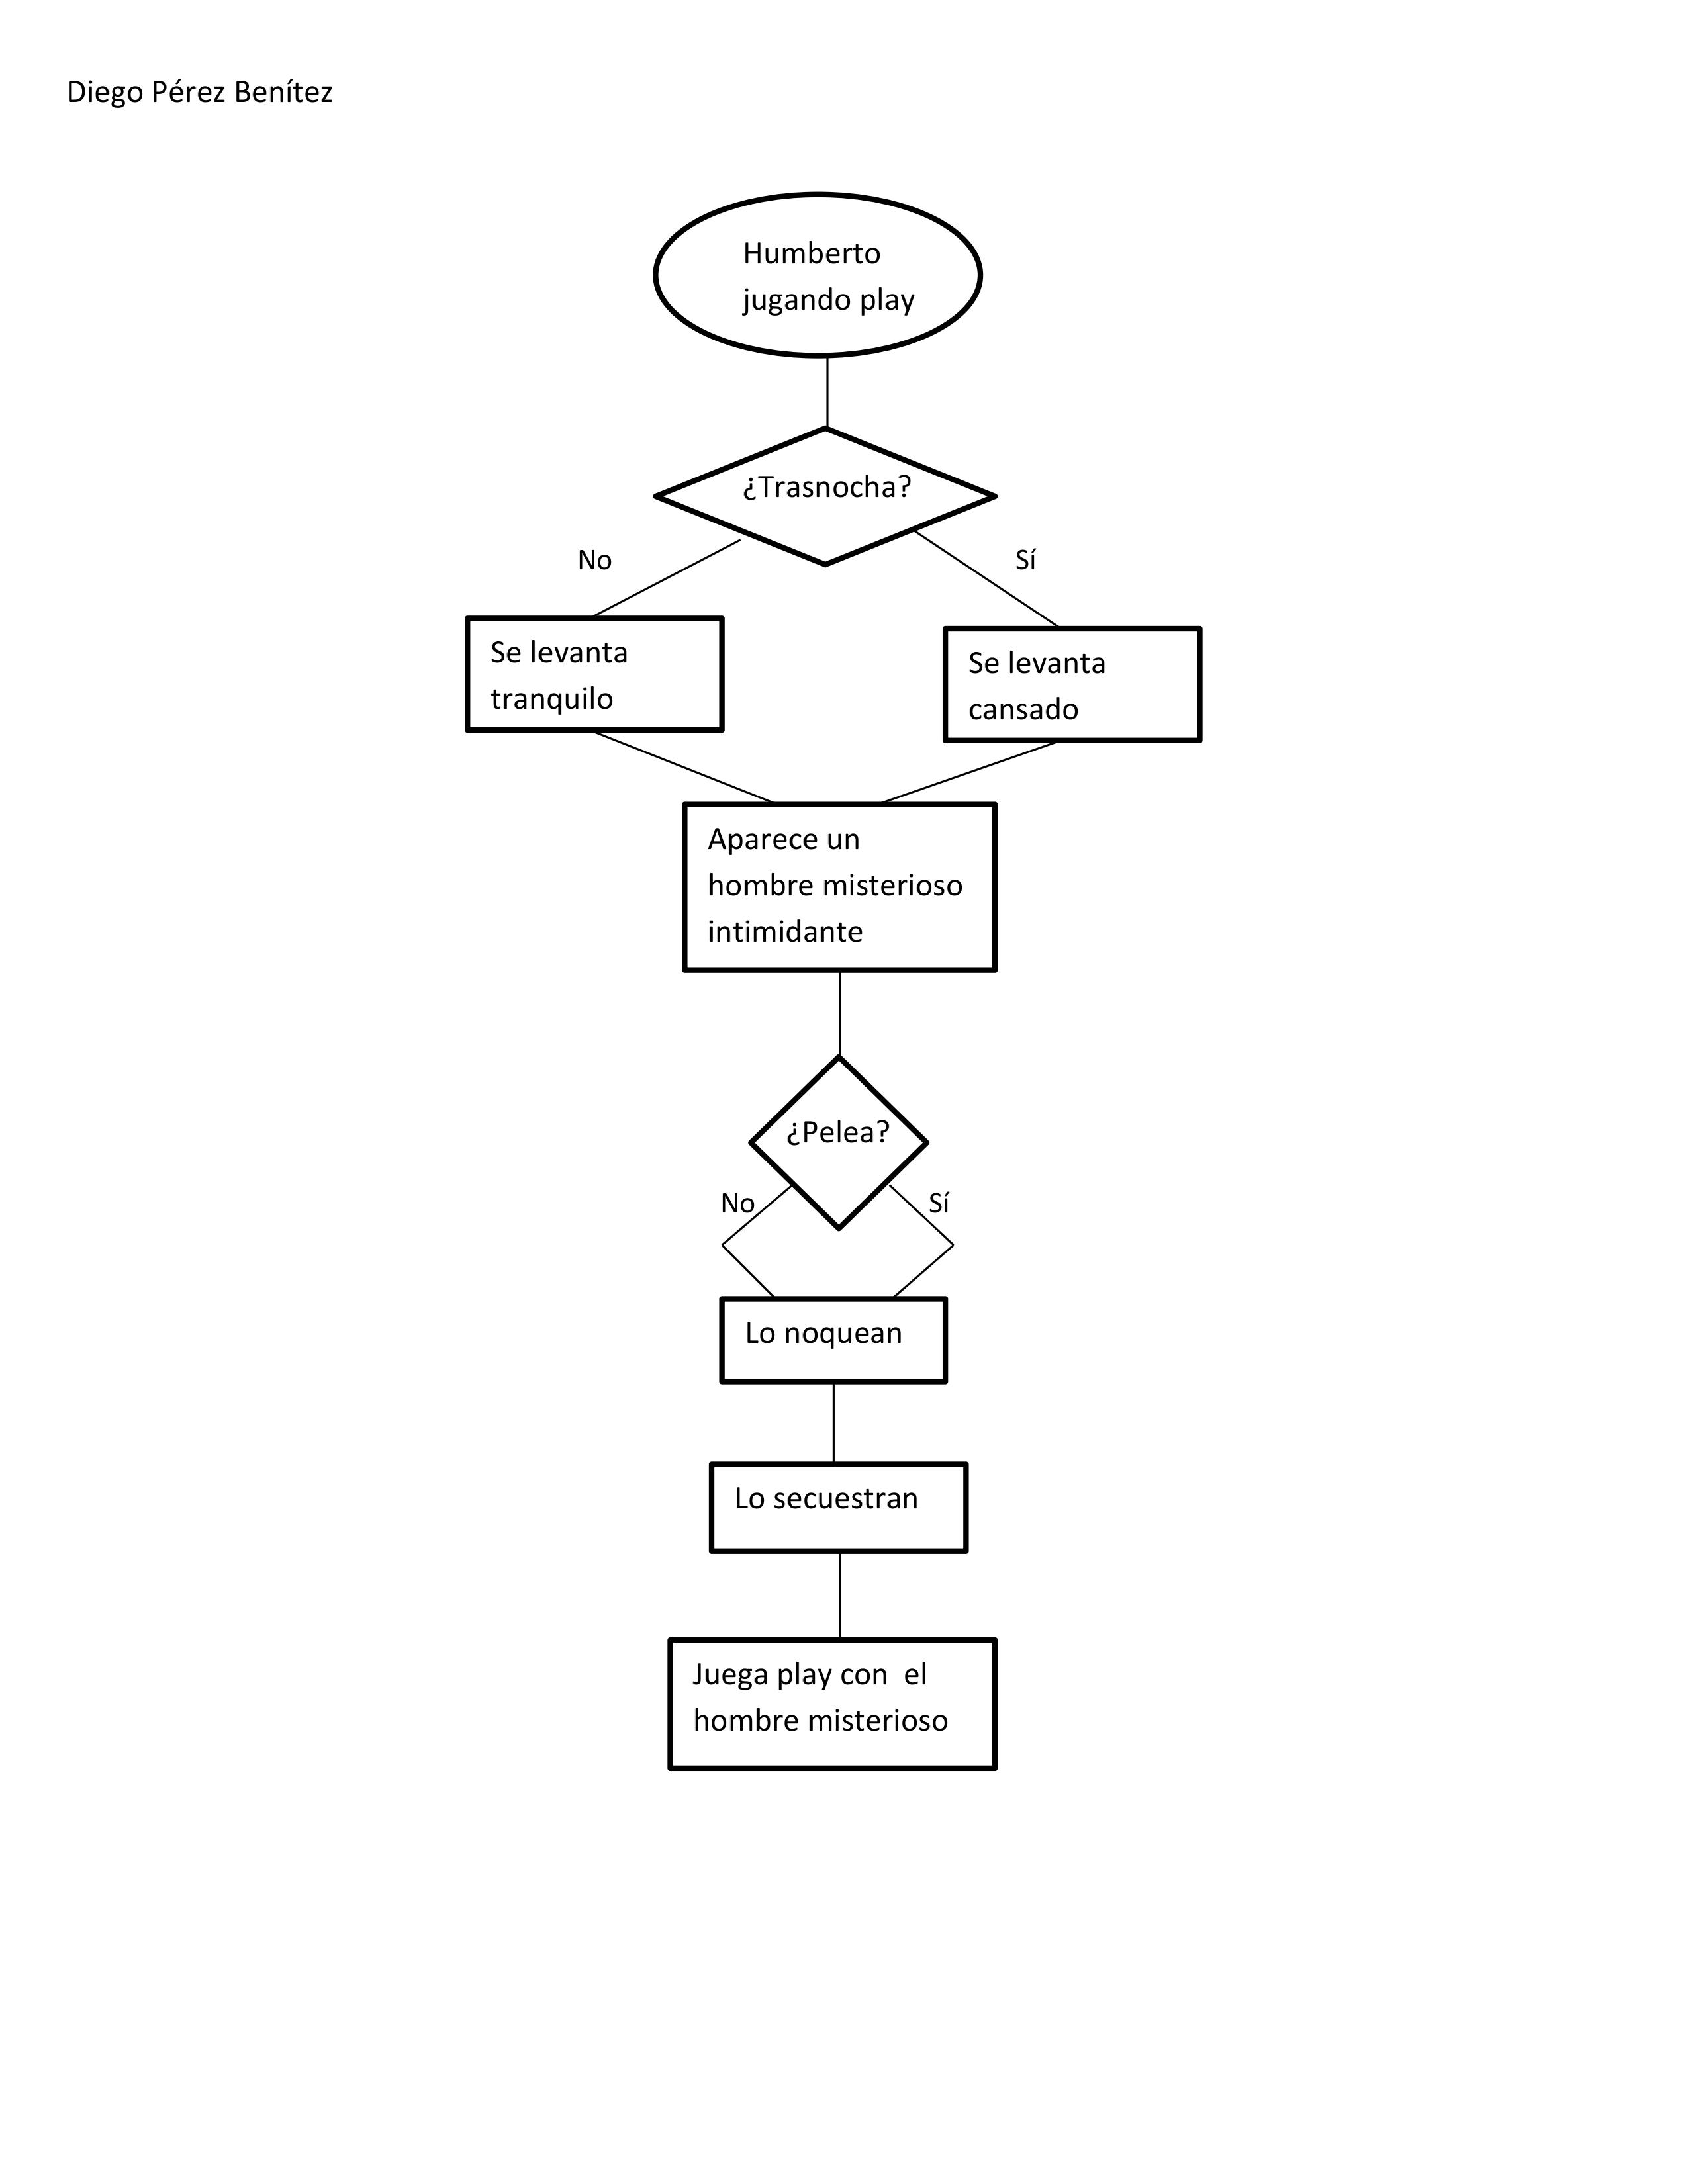 Diego Pérez Benítez
Humberto
jugando play
¿Trasnocha?
No
Sí
Se levanta
tranquilo
Se levanta
cansado
Aparece un
hombre misterioso
intimidante
¿Pelea?
No
Sí
Lo noquean
Lo secuestran
Juega play con  el
hombre misterioso